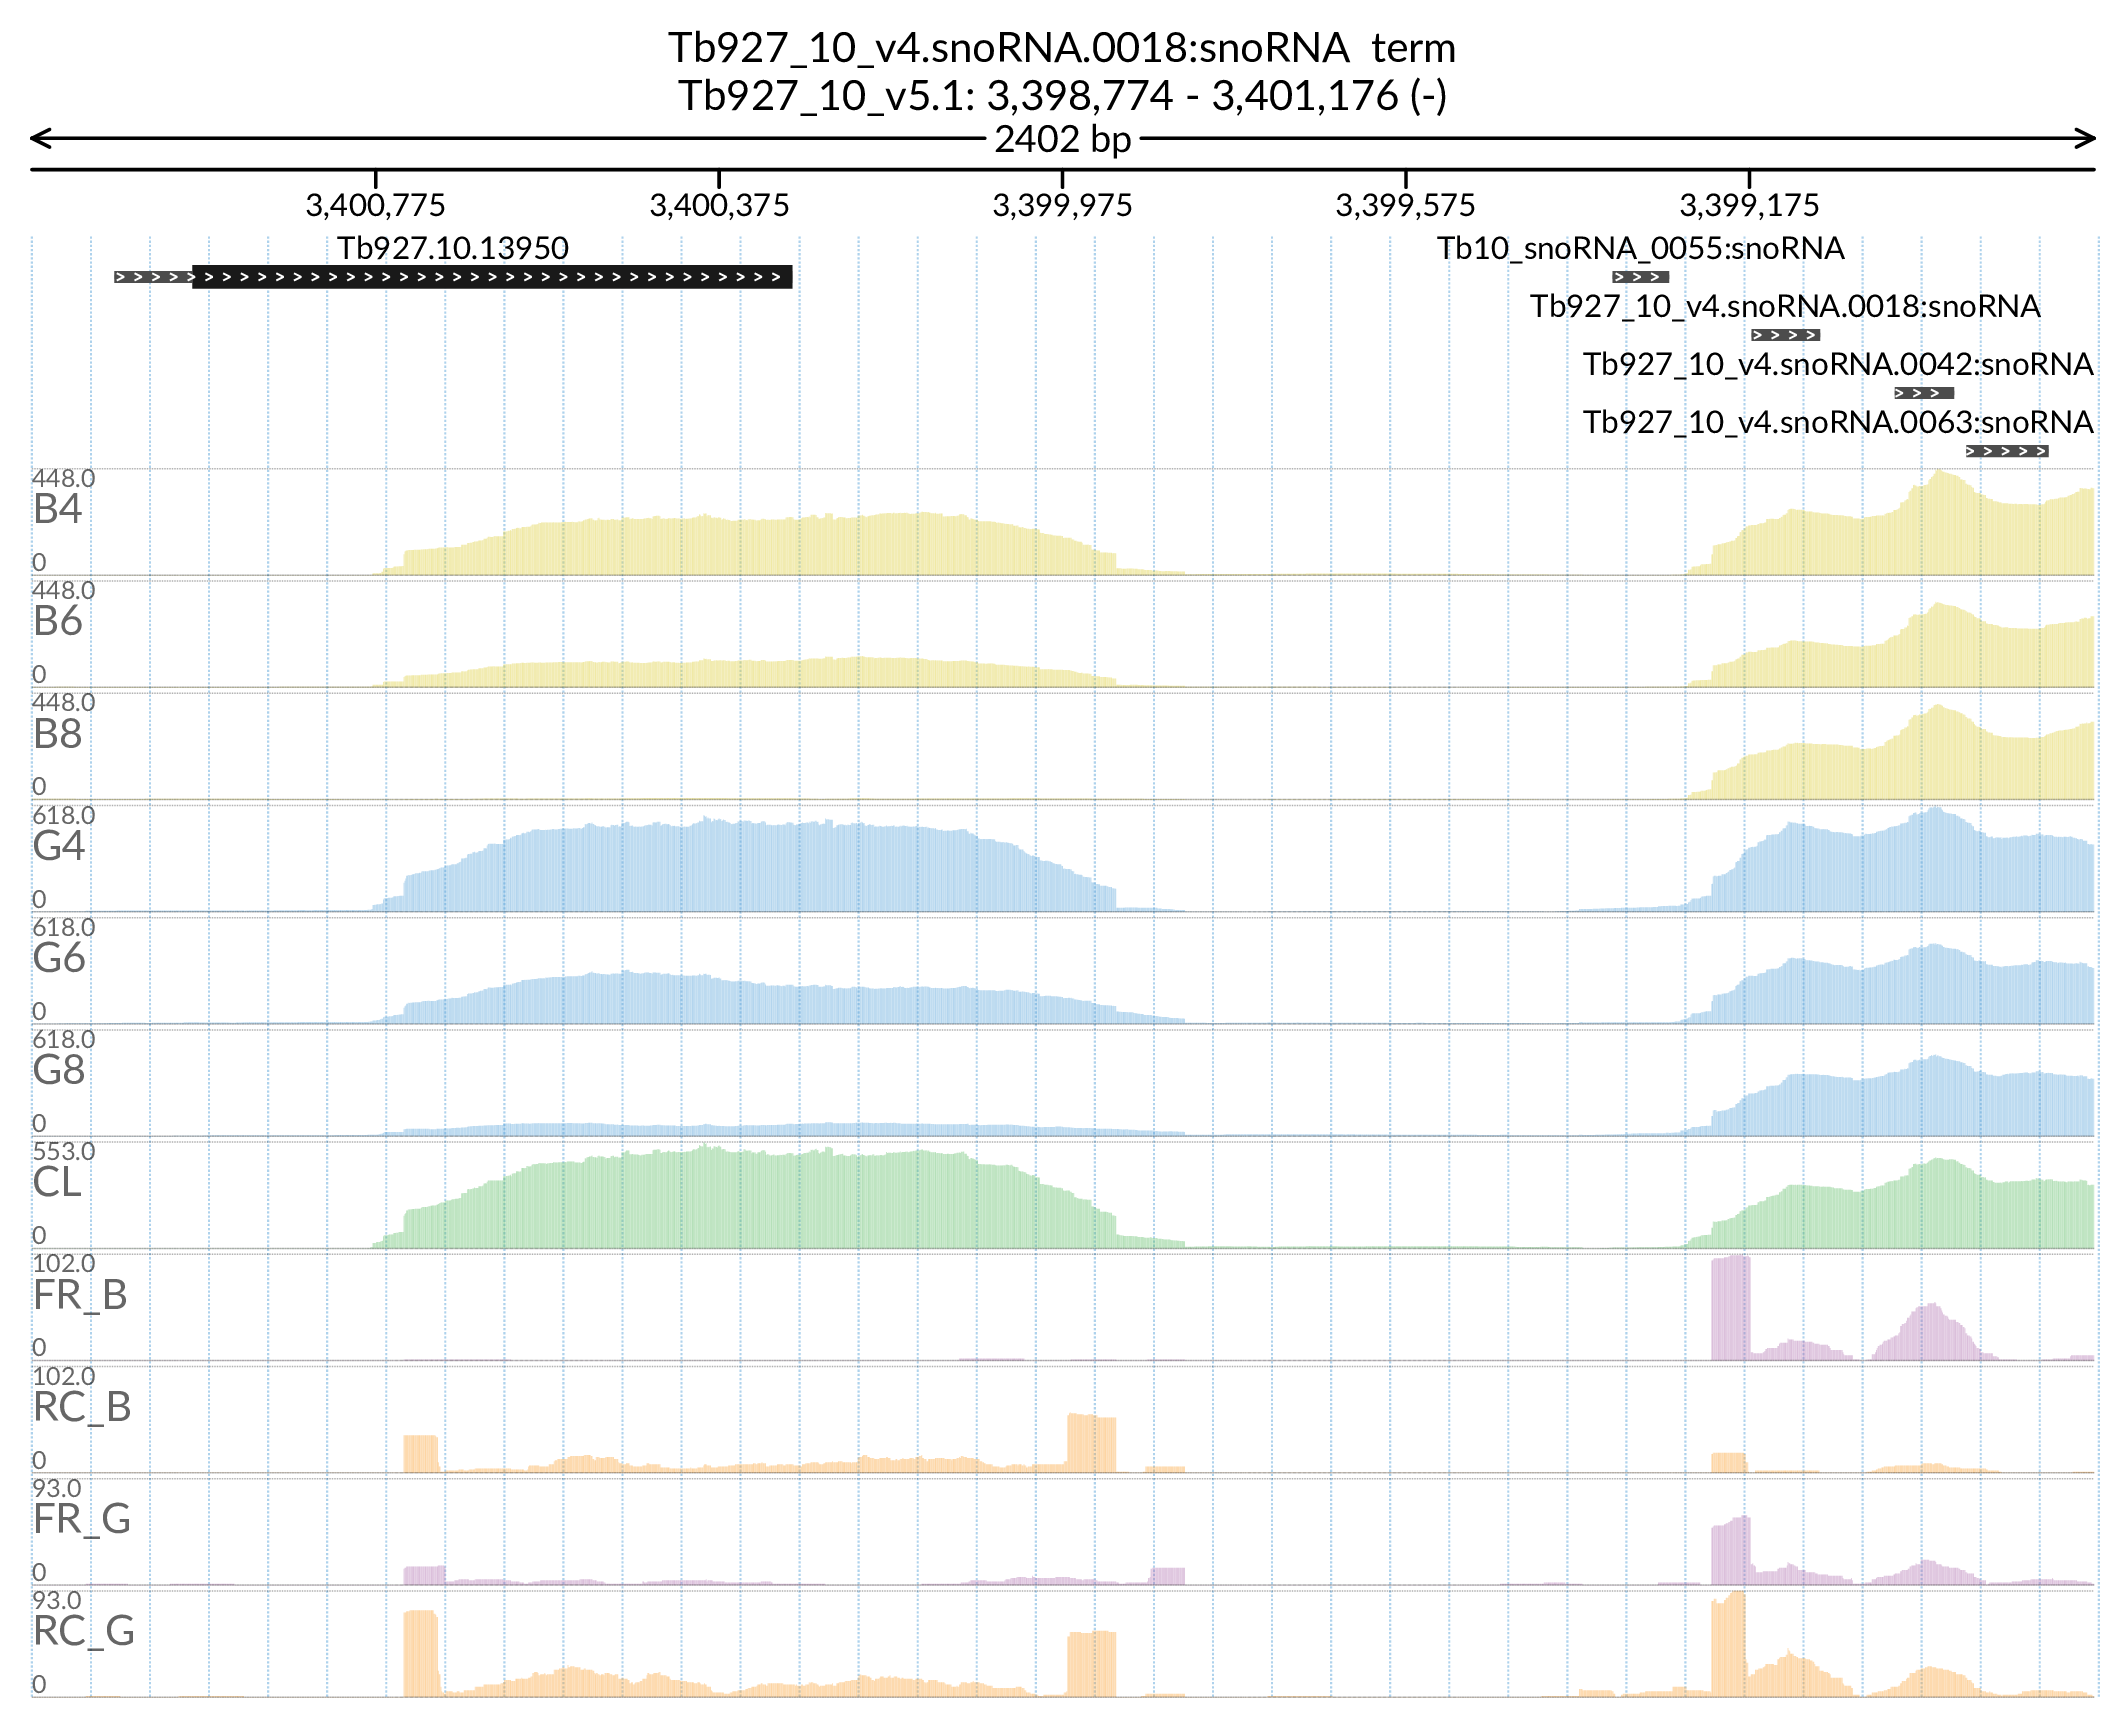 Tb927_10_v4.snoRNA.0018:snoRNA term
Tb927_10_v5.1: 3,398,774 - 3,401,176 (-)
2402 bp
3,400,775 3,400,375 3,399,975 3,399,575 3,399,175
Tb927.10.13950 Tb10_snoRNA_0055:snoRNA
Tb927_10_v4.snoRNA.0018:snoRNA
Tb927_10_v4.snoRNA.0042:snoRNA
Tb927_10_v4.snoRNA.0063:snoRNA
448.0
B4
0
448.0
B6
0
448.0
B8
0
618.0
G4
0
618.0
G6
0
618.0
G8
0
553.0
CL
0
102.0
FR_B
0
102.0
RC_B
0
93.0
FR_G
0
93.0
RC_G
0